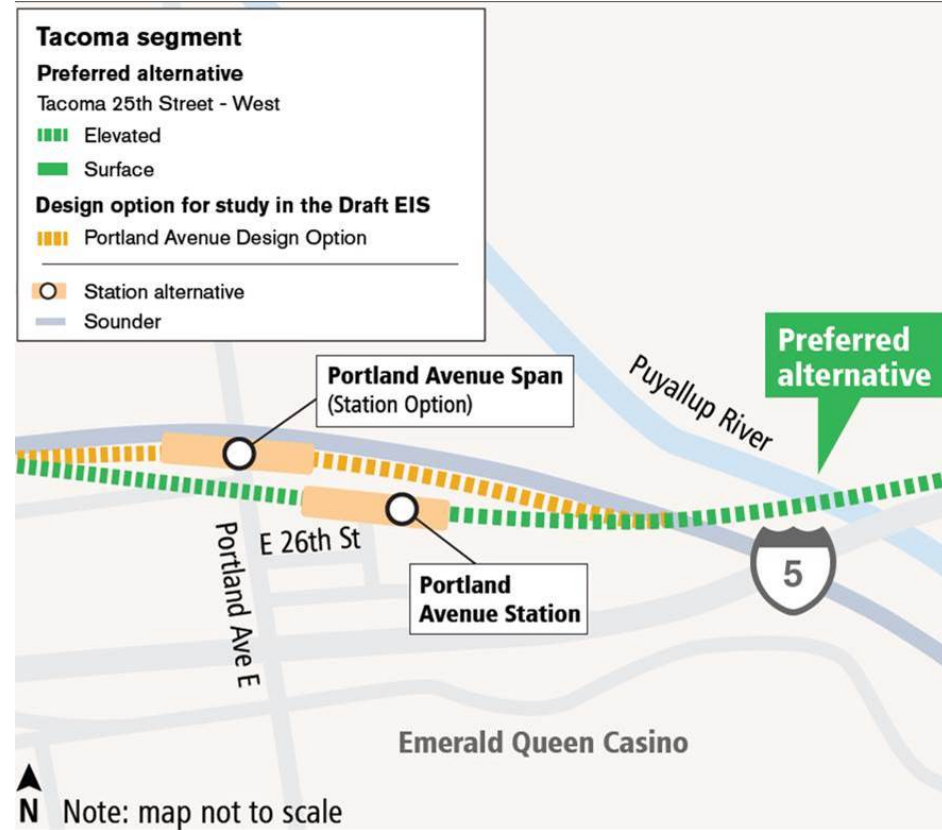 Tacoma segment
Preferred alternative
Tacoma 25th Street - West
Elevated
Surface
Design option for study in the Draft EIS
Portland Avenue Design Option
Station alternative
Sounder
Preferred
alternative
Puyallup River
Portland Avenue Span
(Station Option)
E 26th St
Portland Ave E
Portland
Avenue Station
5
Emerald Queen Casino
N Note: map not to scale